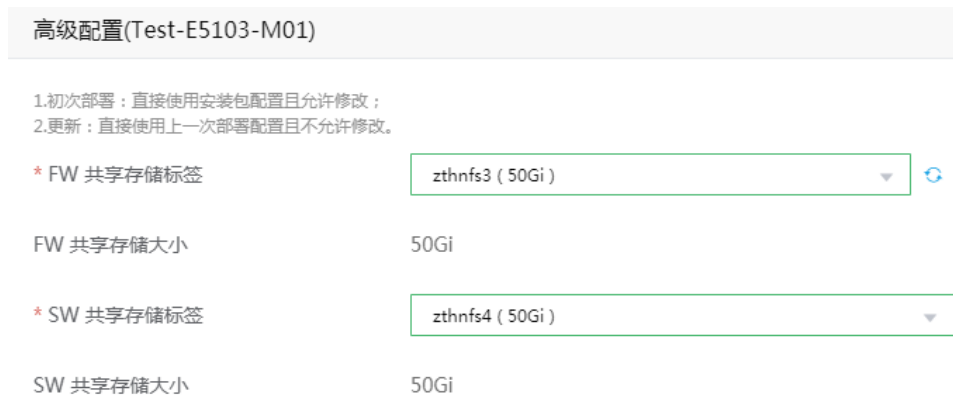 高级配置(Test-E5103-M01)
1.初次部署：直接使用安装包配置且允许修改；
2.更新：直接使用上一次部署配置且不允许修改。
* FW 共享存储标签 zthnfs3 ( 50Gi )
FW 共享存储大小 50Gi
* SW 共享存储标签 zthnfs4 ( 50Gi )
SW 共享存储大小 50Gi